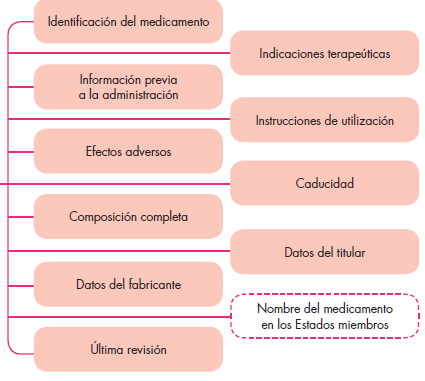 Identificación del medicamento
Indicaciones terapeúticas
Información previa
a la administración
Instrucciones de utilización
Efectos adversos
Caducidad
Composición completa
Datos del titular
Datos del fabricante
Nombre del medicamento
en los Estados miembros
Última revisión